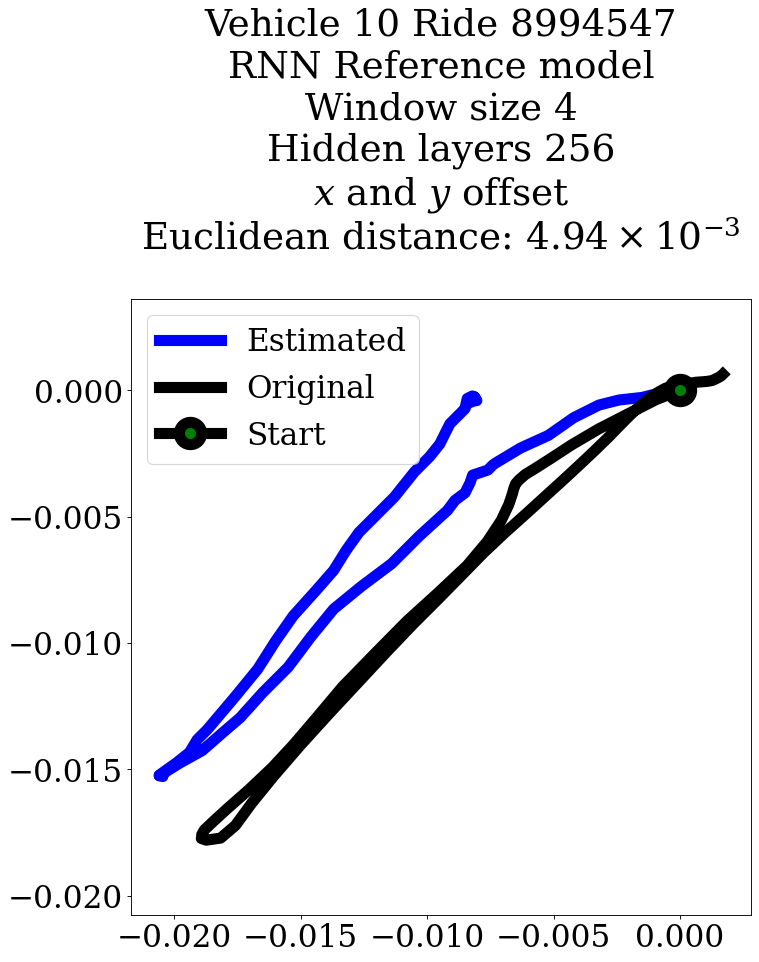 Vehicle 10 Ride 8994547
RNN Reference model
Window size 4
Hidden layers 256
x and y offset
Euclidean distance: 4.94 × 10⁻³
Estimated
Original
Start
0.000
−0.005
−0.010
−0.015
−0.020
−0.020 −0.015 −0.010 −0.005 0.000